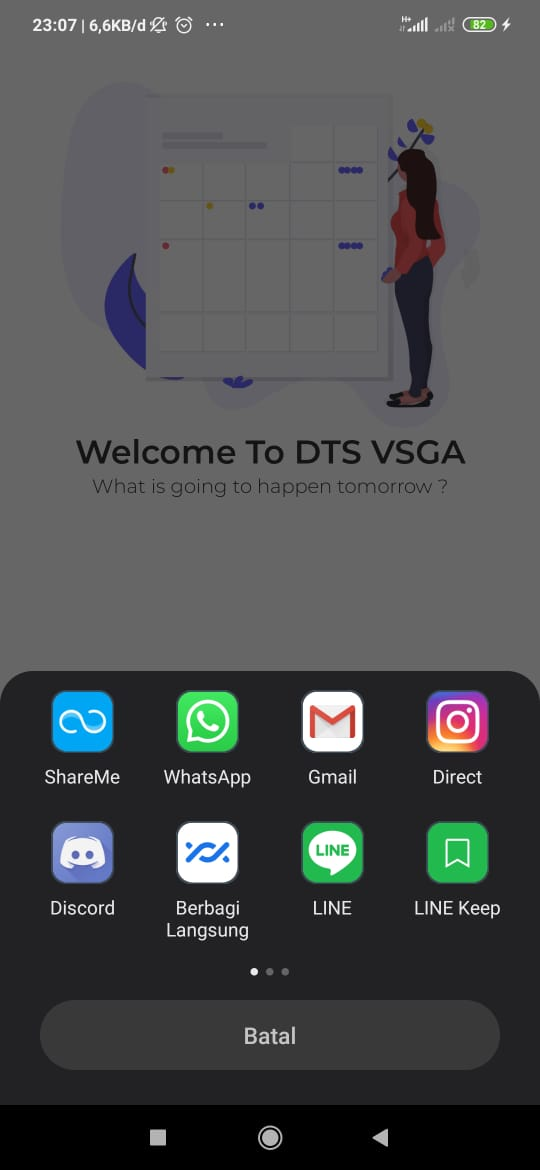 23:07 | 6,6KB/d ...
H+
82
Welcome To DTS VSGA
What is going to happen tomorrow ?
ShareMe
WhatsApp
Gmail
Direct
LINE
Discord
Berbagi
Langsung
LINE
LINE Keep
Batal